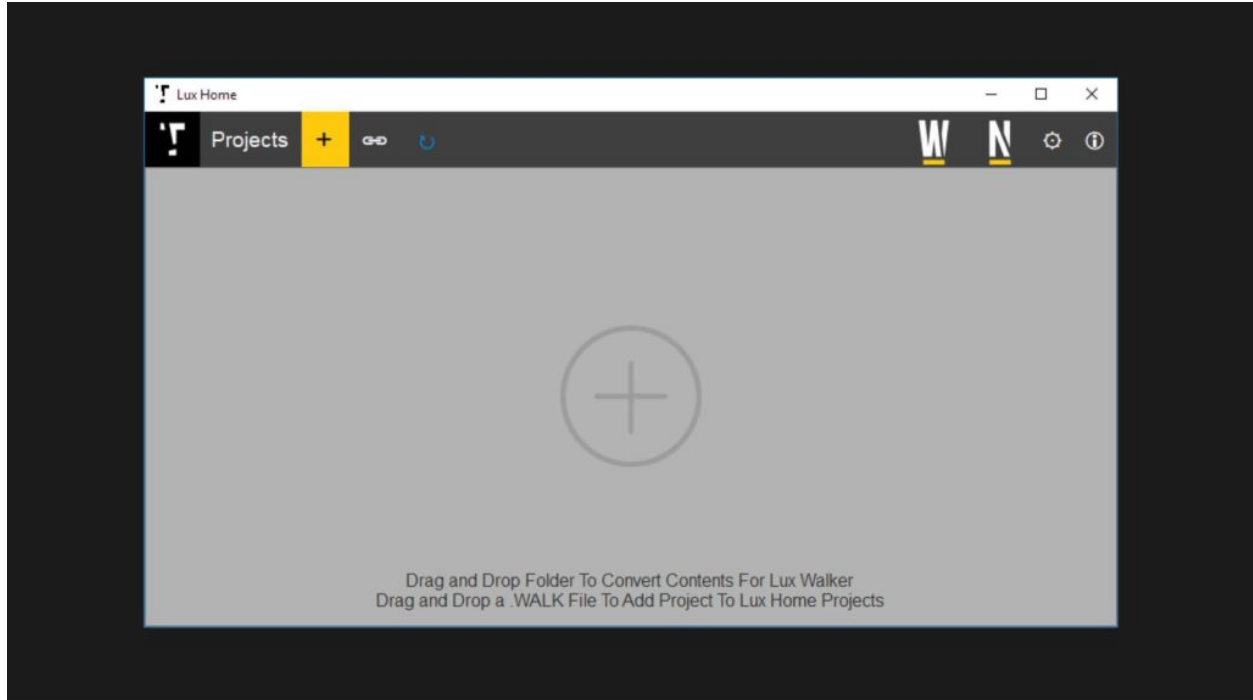 Lux Home
Projects
W N
Drag and Drop Folder To Convert Contents For Lux Walker
Drag and Drop a .WALK File To Add Project To Lux Home Projects